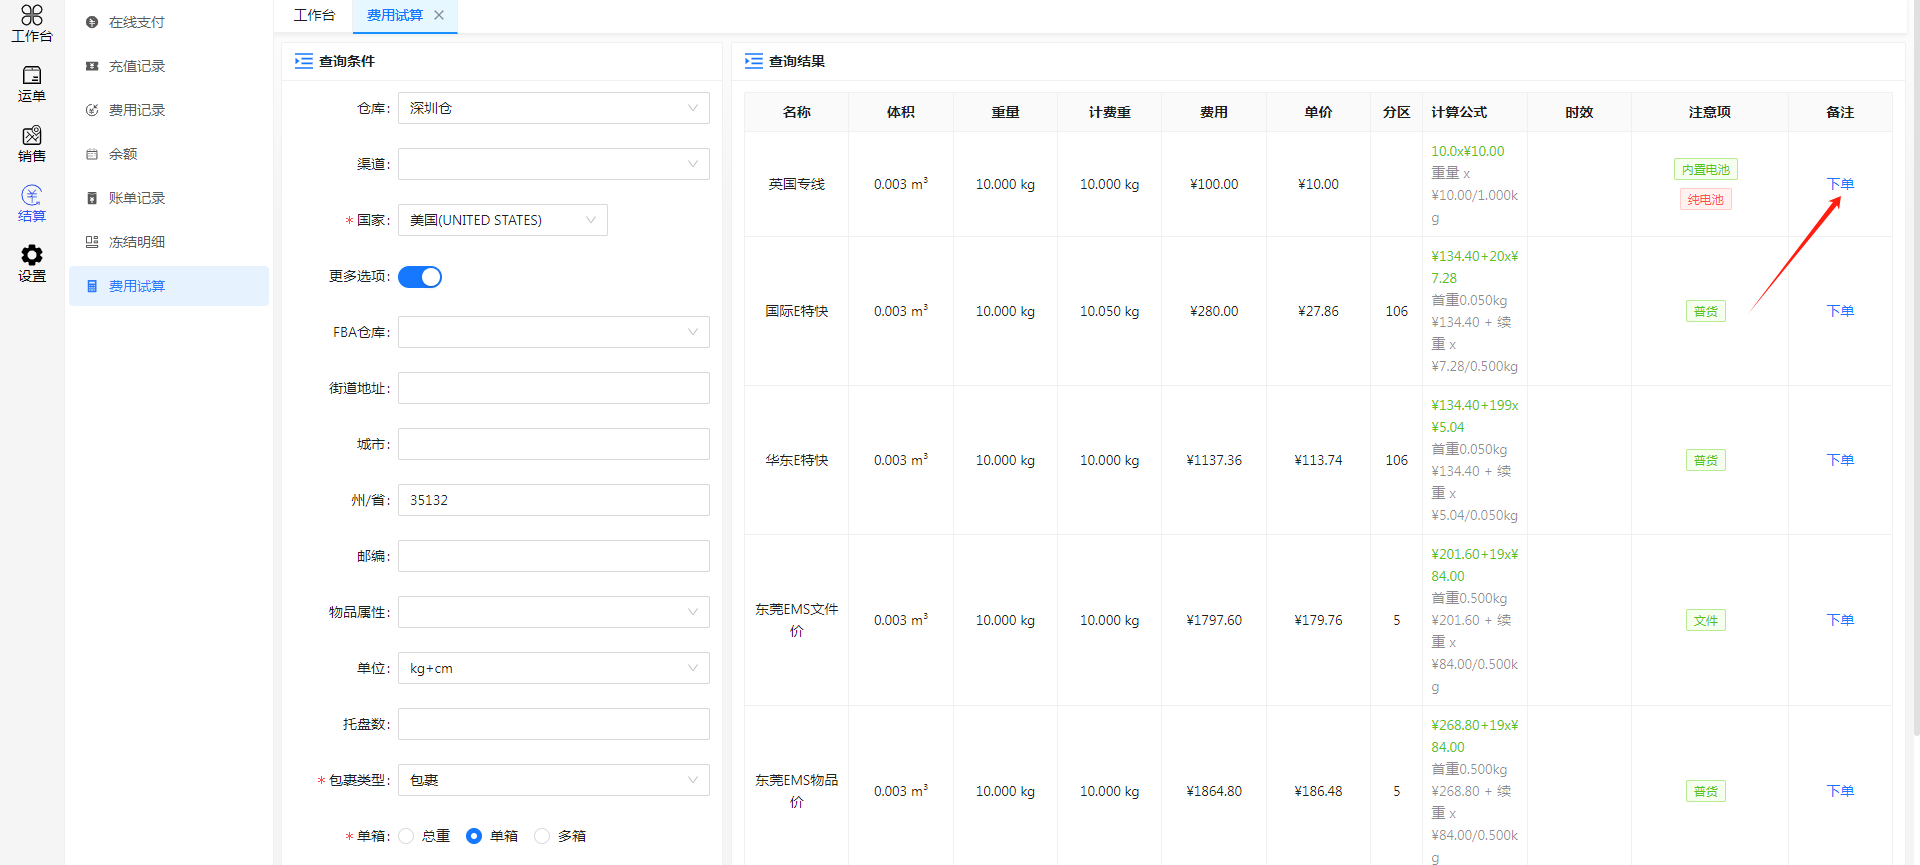 工作台
运单
销售
结算
设置
在线支付
充值记录
费用记录
余额
账单记录
冻结明细
费用试算
工作台
费用试算
查询条件
仓库:
深圳仓
渠道:
* 国家:
美国(UNITED STATES)
更多选项:
FBA仓库:
街道地址:
城市:
州/省:
35132
邮编:
物品属性:
单位:
kg+cm
托盘数:
* 包裹类型:
包裹
* 单箱:
总重
单箱
多箱
查询结果
名称 体积 重量 计费重 费用 单价 分区 计算公式 时效 注意项 备注
英国专线
0.003 m³
10.000 kg
10.000 kg
¥100.00
¥10.00
10.0x¥10.00
重量 x
¥10.00/1.000k
g
内置电池
纯电池
下单
国际E特快
0.003 m³
10.000 kg
10.050 kg
¥280.00
¥27.86
106
¥134.40+20x¥
7.28
首重0.050kg
¥134.40 + 续
重 x
¥7.28/0.500kg
普货
下单
华东E特快
0.003 m³
10.000 kg
10.000 kg
¥1137.36
¥113.74
106
¥134.40+199x
¥5.04
首重0.050kg
¥134.40 + 续
重 x
¥5.04/0.050kg
普货
下单
东莞EMS文件
价
0.003 m³
10.000 kg
10.000 kg
¥1797.60
¥179.76
5
¥201.60+19x¥
84.00
首重0.500kg
¥201.60 + 续
重 x
¥84.00/0.500k
g
文件
下单
东莞EMS物品
价
0.003 m³
10.000 kg
10.000 kg
¥1864.80
¥186.48
5
¥268.80+19x¥
84.00
首重0.500kg
¥268.80 + 续
重 x
¥84.00/0.500k
g
普货
下单